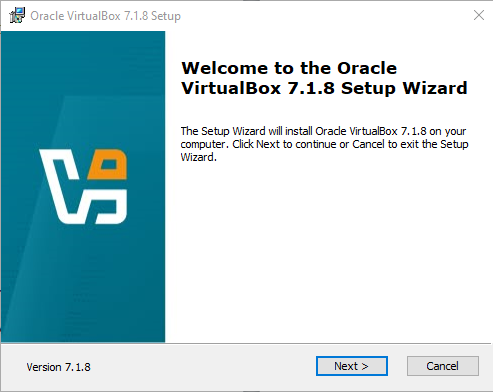 Oracle VirtualBox 7.1.8 Setup
Welcome to the Oracle
VirtualBox 7.1.8 Setup Wizard
The Setup Wizard will install Oracle VirtualBox 7.1.8 on your
computer. Click Next to continue or Cancel to exit the Setup
Wizard.
Version 7.1.8
Next >
Cancel